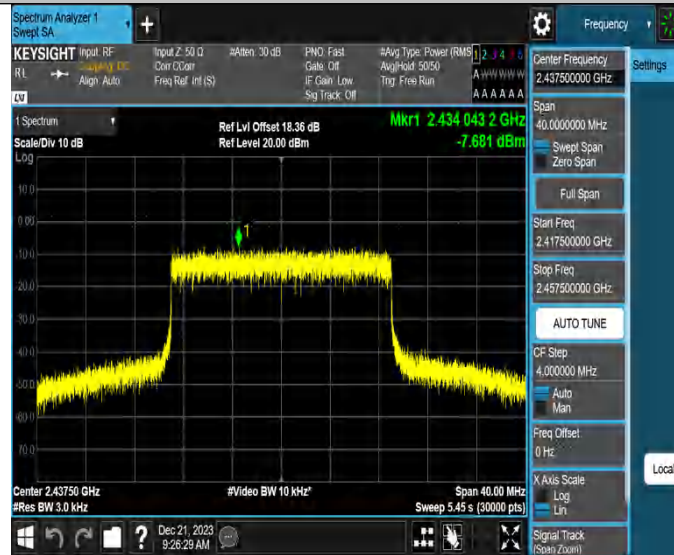 Spectrum Analyzer 1
Swept SA
Frequency
KEYSIGHT
RL
Input: RF
Coupling: DC
Align: Auto
Input Z: 50 Ω
Corr CCorr
Freq Ref: Int (S)
#Atten: 30 dB
PNO: Fast
Gate: Off
IF Gain: Low
Sig Track: Off
#Avg Type: Power (RMS
Avg|Hold: 50/50
Trig: Free Run
1 2 3 4 5 6
A W W W W W
A A A A A A
LNI
1 Spectrum
Scale/Div 10 dB
Log
Ref Lvl Offset 18.36 dB
Ref Level 20.00 dBm
Mkr1 2.434 043 2 GHz
-7.681 dBm
10.0
0.00
-10.0
-20.0
-30.0
-40.0
-50.0
-60.0
-70.0
1
Center 2.43750 GHz
#Res BW 3.0 kHz
#Video BW 10 kHz*
Span 40.00 MHz
Sweep 5.45 s (30000 pts)
Dec 21, 2023
9:26:29 AM
Center Frequency
2.437500000 GHz
Settings
Span
40.0000000 MHz
Swept Span
Zero Span
Full Span
Start Freq
2.417500000 GHz
Stop Freq
2.457500000 GHz
AUTO TUNE
CF Step
4.000000 MHz
Auto
Man
Freq Offset
0 Hz
X Axis Scale
Log
Lin
Local
Signal Track
(Span Zoom)